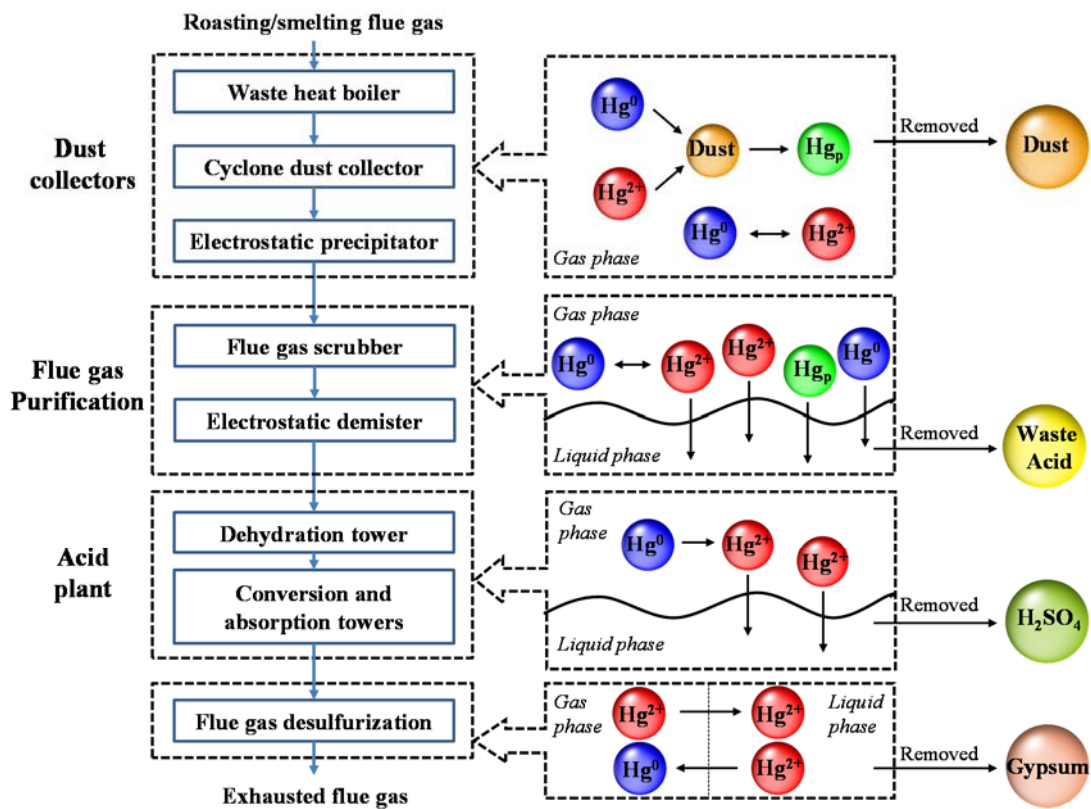 Roasting/smelting flue gas
Dust
collectors
Waste heat boiler
Cyclone dust collector
Electrostatic precipitator
Hg⁰
Hg²⁺
Dust
Hgₚ
Hg⁰
Hg²⁺
Gas phase
Removed
Dust
Flue gas
Purification
Flue gas scrubber
Electrostatic demister
Gas phase
Hg⁰
Hg²⁺
Hg²⁺
Hgₚ
Hg⁰
Liquid phase
Removed
Waste
Acid
Acid
plant
Dehydration tower
Conversion and
absorption towers
Gas
phase
Hg⁰
Hg²⁺
Hg²⁺
Liquid phase
Removed
H₂SO₄
Flue gas desulfurization
Gas
phase
Hg²⁺
Hg²⁺
Liquid
phase
Hg⁰
Hg²⁺
Removed
Gypsum
Exhausted flue gas